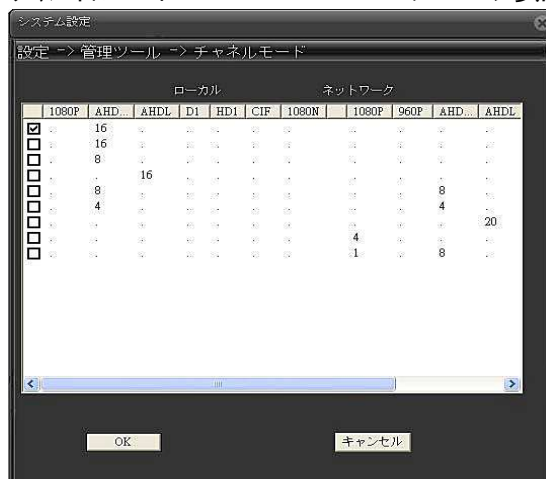 システム設定
設定 -> 管理ツール -> チャネルモード
ローカル ネットワーク
1080P AHD... AHDL D1 HD1 CIF 1080N 1080P 960P AHD... AHDL
. 16 . . . . . . . . .
. 16 . . . . . . . . .
. 8 . . . . . . . . .
. . 16 . . . . . . . .
. 8 . . . . . . . 8 .
. 4 . . . . . . . 4 .
. . . . . . . . . . 20
. . . . . . . 4 . . .
. . . . . . . 1 . 8 .
OK キャンセル